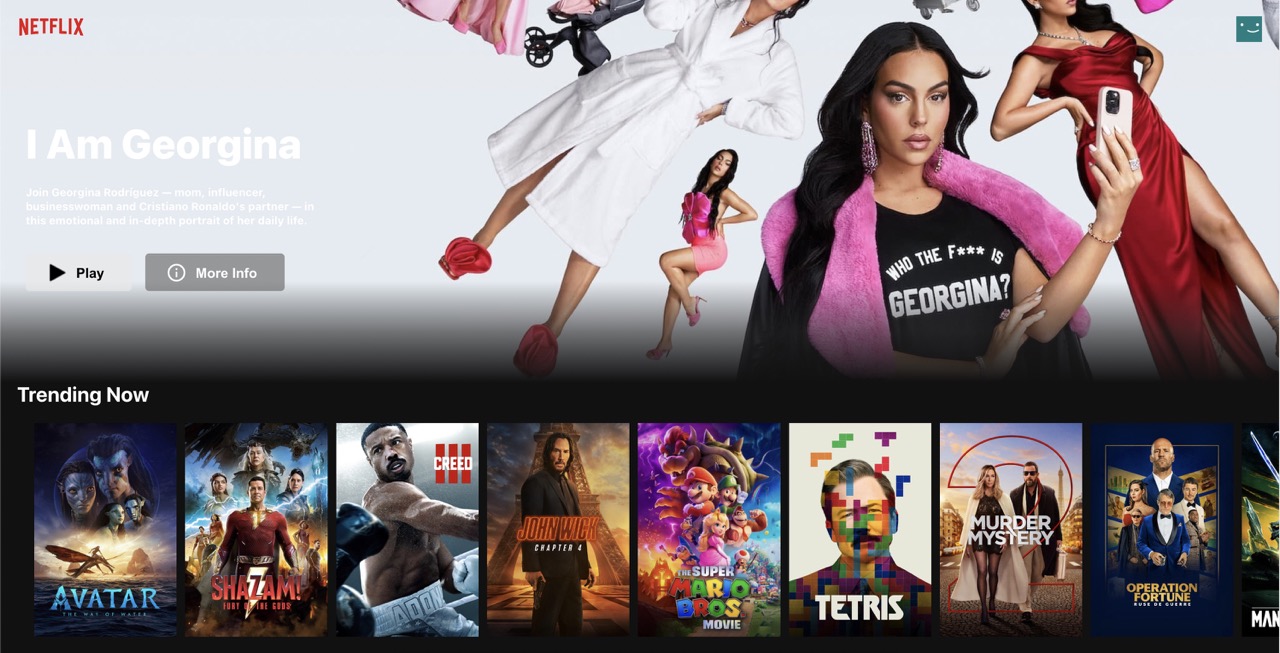 NETFLIX
I Am Georgina
Join Georgina Rodríguez — mom, influencer,
businesswoman and Cristiano Ronaldo's partner — in
this emotional and in-depth portrait of her daily life.
Play
More Info
WHO THE F*** IS
GEORGINA?
Trending Now
AVATAR
THE WAY OF WATER
SHAZAM!
FURY OF THE GODS
CREED
III
JOHN WICK
CHAPTER 4
THE SUPER
MARIO
BROS
MOVIE
TETRIS
2
MURDER
MYSTERY
OPERATION
FORTUNE
RUSE DE GUERRE